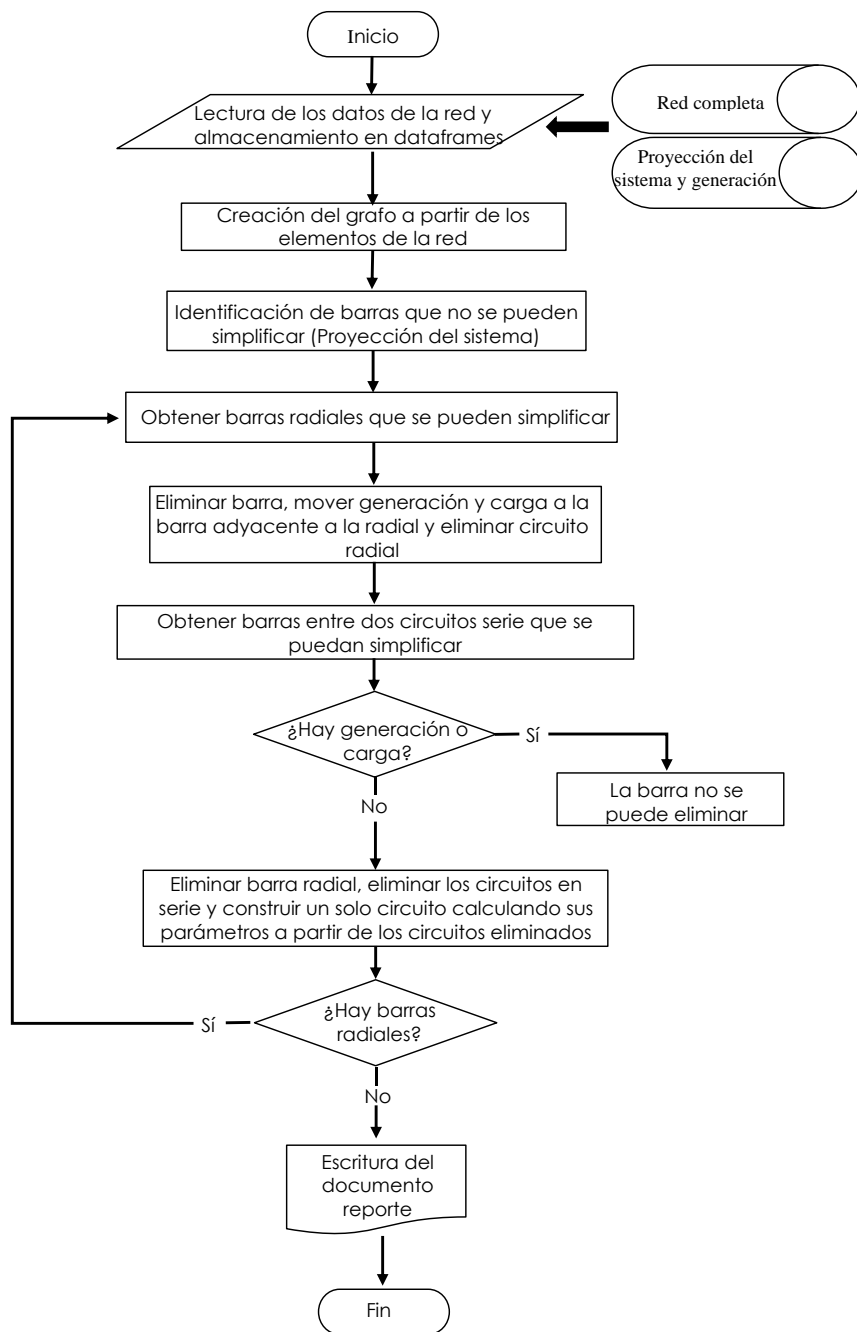 Inicio
Lectura de los datos de la red y
almacenamiento en dataframes
Red completa
Proyección del
sistema y generación
Creación del grafo a partir de los
elementos de la red
Identificación de barras que no se pueden
simplificar (Proyección del sistema)
Obtener barras radiales que se pueden simplificar
Eliminar barra, mover generación y carga a la
barra adyacente a la radial y eliminar circuito
radial
Obtener barras entre dos circuitos serie que se
puedan simplificar
¿Hay generación o
carga?
Sí
La barra no se
puede eliminar
No
Eliminar barra radial, eliminar los circuitos en
serie y construir un solo circuito calculando sus
parámetros a partir de los circuitos eliminados
¿Hay barras
radiales?
Sí
No
Escritura del
documento
reporte
Fin